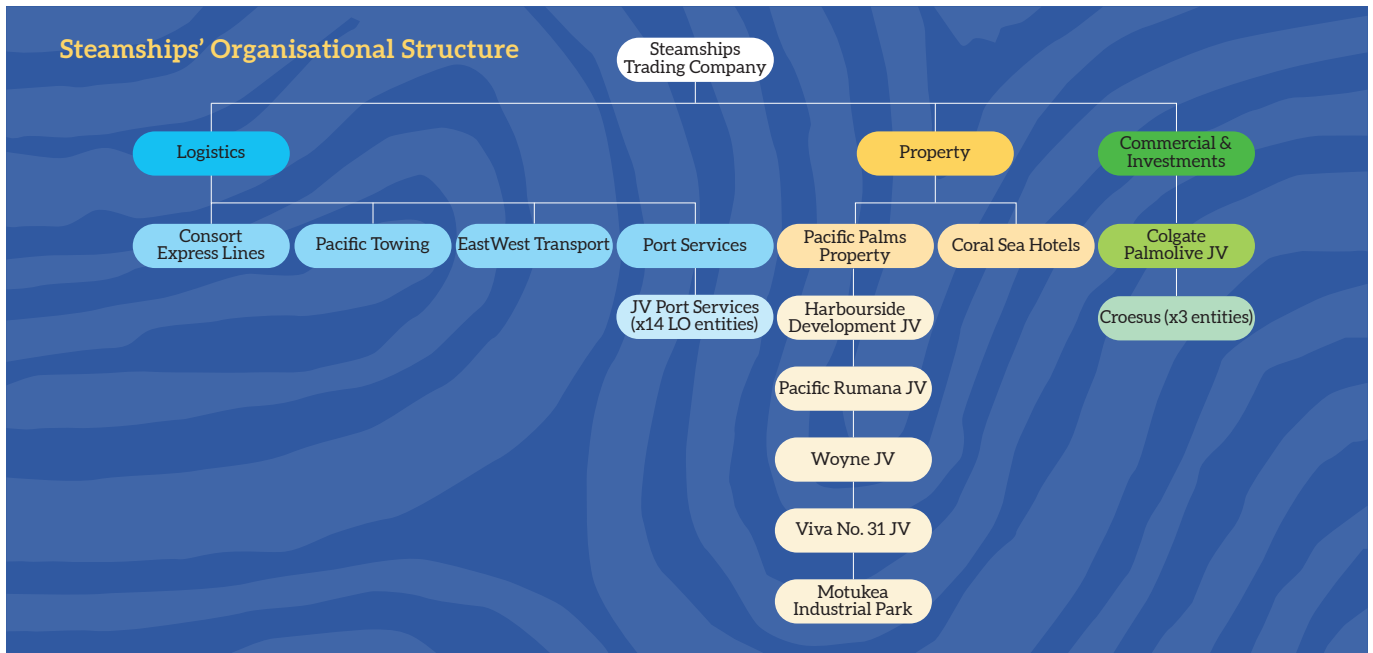 Steamships' Organisational Structure
Steamships
Trading Company
Logistics
Property
Commercial &
Investments
Consort
Express Lines
Pacific Towing
EastWest Transport
Port Services
Pacific Palms
Property
Coral Sea Hotels
Colgate
Palmolive JV
JV Port Services
(x14 LO entities)
Harbourside
Development JV
Croesus (x3 entities)
Pacific Rumana JV
Woyne JV
Viva No. 31 JV
Motukea
Industrial Park